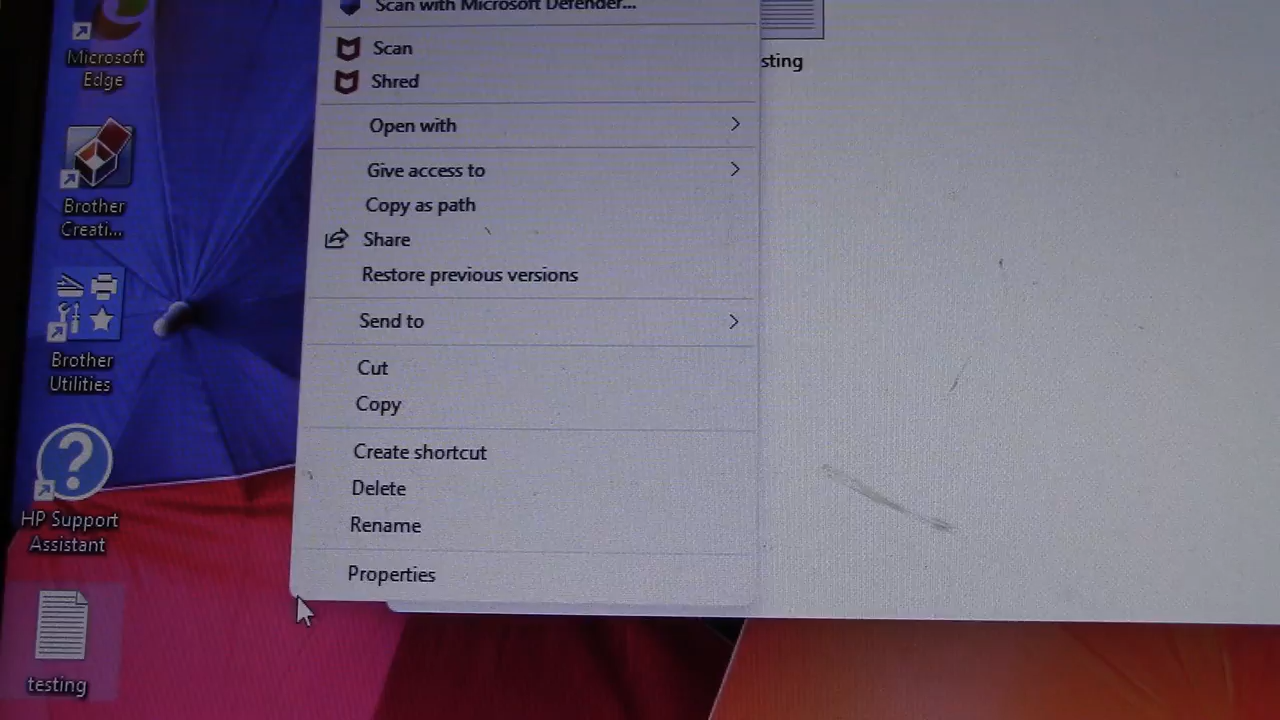 Microsoft
Edge
Brother
Creati...
Brother
Utilities
HP Support
Assistant
testing
Scan with Microsoft Defender...
Scan
Shred
Open with
Give access to
Copy as path
Share
Restore previous versions
Send to
Cut
Copy
Create shortcut
Delete
Rename
Properties
sting